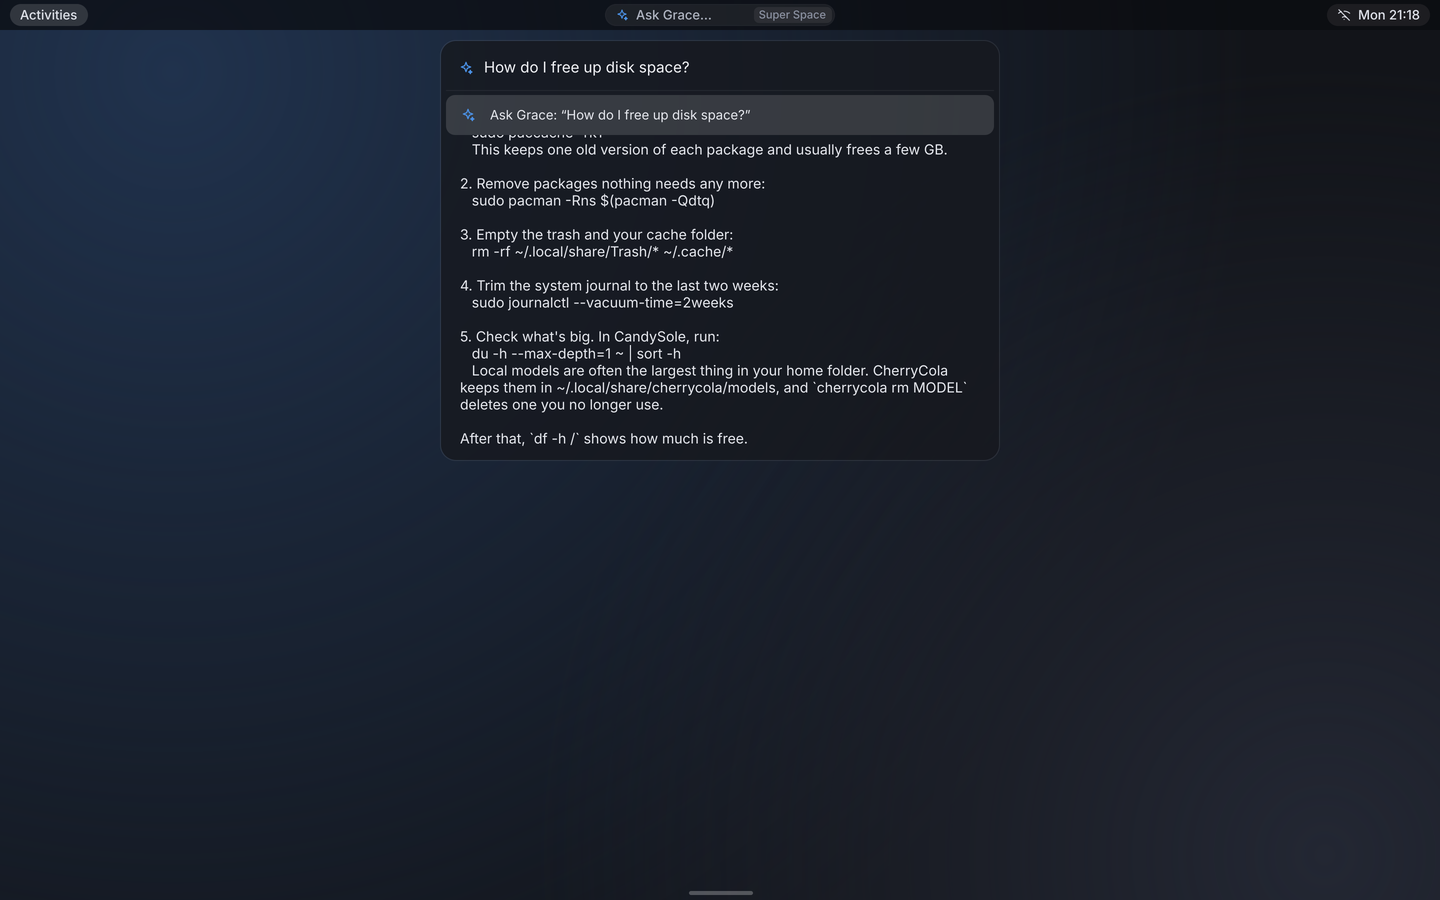 Activities
Ask Grace...
Super Space
Mon 21:18
How do I free up disk space?
Ask Grace: “How do I free up disk space?”
This keeps one old version of each package and usually frees a few GB.
2. Remove packages nothing needs any more:
sudo pacman -Rns $(pacman -Qdtq)
3. Empty the trash and your cache folder:
rm -rf ~/.local/share/Trash/* ~/.cache/*
4. Trim the system journal to the last two weeks:
sudo journalctl --vacuum-time=2weeks
5. Check what's big. In CandySole, run:
du -h --max-depth=1 ~ | sort -h
Local models are often the largest thing in your home folder. CherryCola
keeps them in ~/.local/share/cherrycola/models, and `cherrycola rm MODEL`
deletes one you no longer use.
After that, `df -h /` shows how much is free.